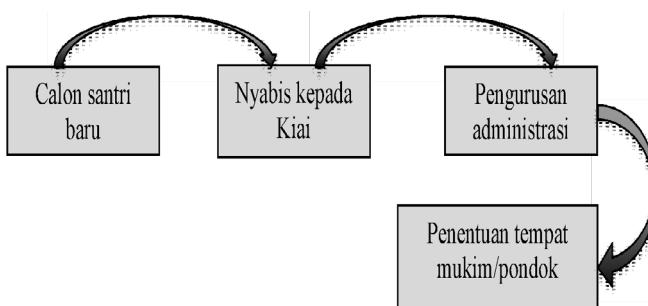 Calon santri
baru
Nyabis kepada
Kiai
Pengurusan
administrasi
Penentuan tempat
mukim/pondok